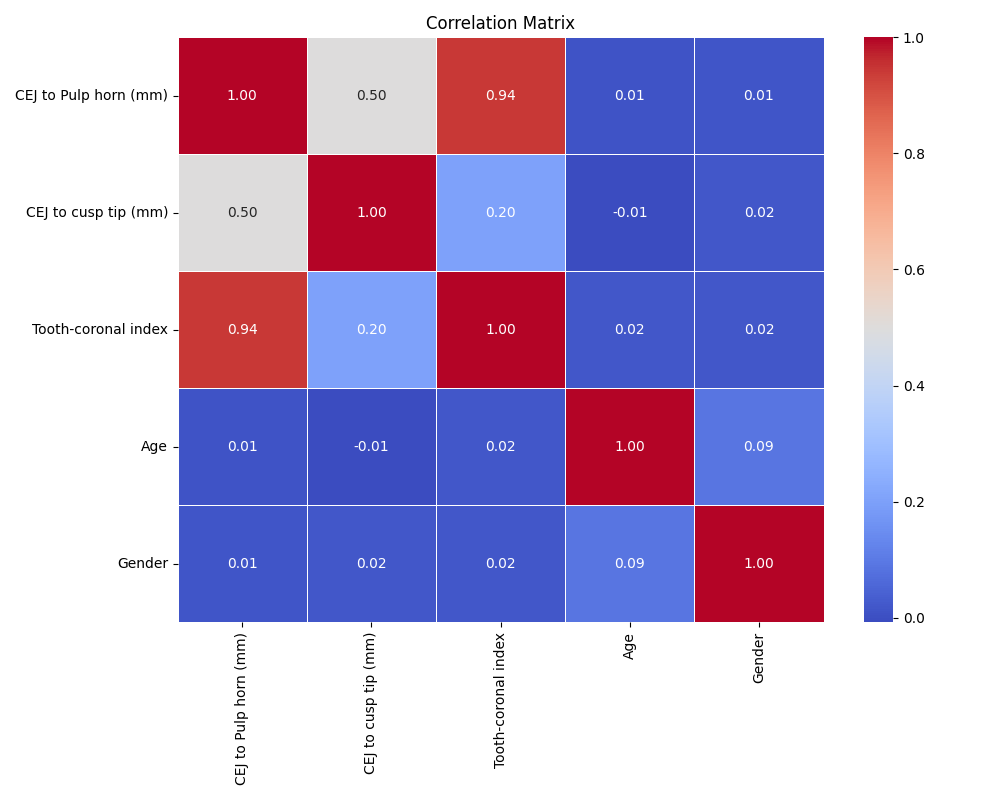 Correlation Matrix
CEJ to Pulp horn (mm) 1.00 0.50 0.94 0.01 0.01
CEJ to cusp tip (mm) 0.50 1.00 0.20 -0.01 0.02
Tooth-coronal index 0.94 0.20 1.00 0.02 0.02
Age 0.01 -0.01 0.02 1.00 0.09
Gender 0.01 0.02 0.02 0.09 1.00
CEJ to Pulp horn (mm)
CEJ to cusp tip (mm)
Tooth-coronal index
Age
Gender
1.0
0.8
0.6
0.4
0.2
0.0